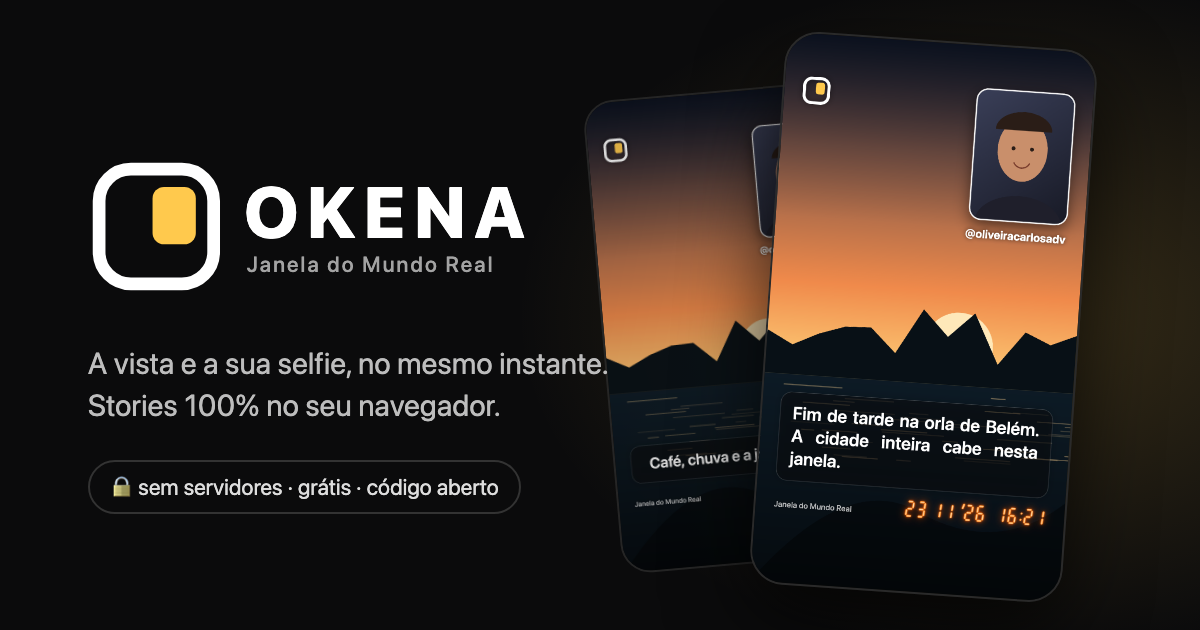 OKENA
Janela do Mundo Real
A vista e a sua selfie, no mesmo instante.
Stories 100% no seu navegador.
🔒 sem servidores · grátis · código aberto
Café, chuva e a j
Janela do Mundo Real
@oliveiracarlosadv
Fim de tarde na orla de Belém.
A cidade inteira cabe nesta
janela.
Janela do Mundo Real
23 11 '26 16:21